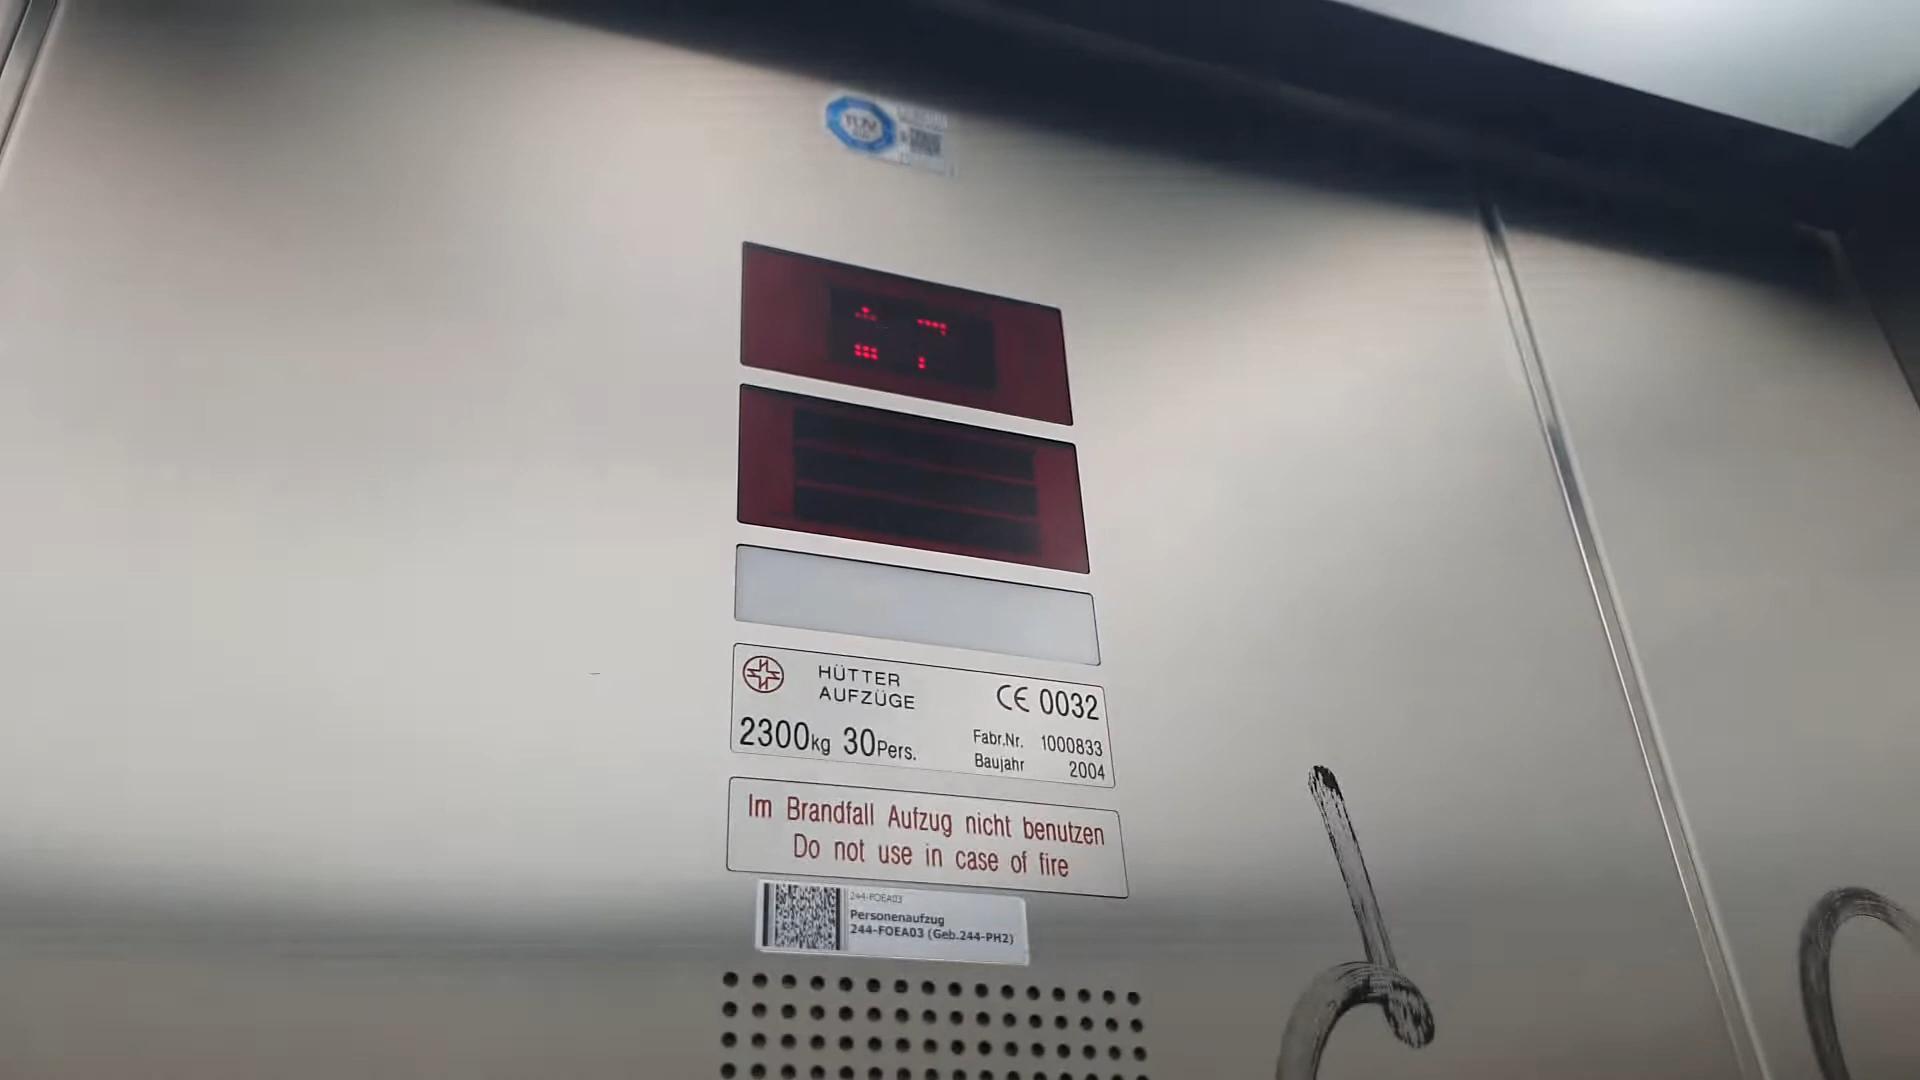 TÜV
HÜTTER
AUFZÜGE
CE 0032
2300kg 30Pers.
Fabr.Nr. 1000833
Baujahr 2004
Im Brandfall Aufzug nicht benutzen
Do not use in case of fire
244-FOEA03
Personenaufzug
244-FOEA03 (Geb.244-PH2)